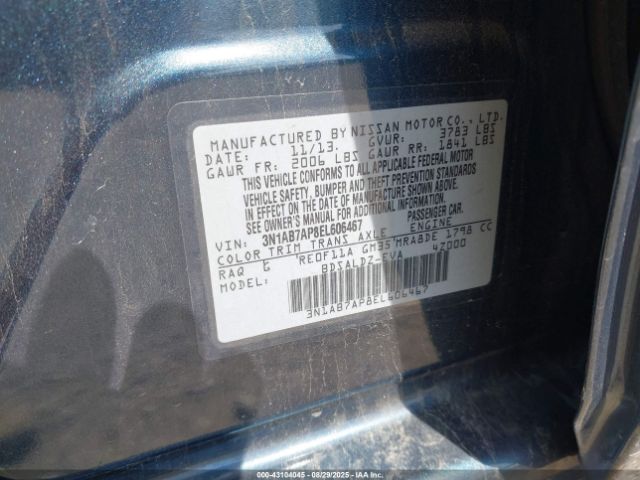 MANUFACTURED BY NISSAN MOTOR CO., LTD.
DATE: 11/13. GVWR: 3783 LBS
GAWR FR: 2006 LBS GAWR RR: 1841 LBS
THIS VEHICLE CONFORMS TO ALL APPLICABLE FEDERAL MOTOR
VEHICLE SAFETY, BUMPER AND THEFT PREVENTION STANDARDS
IN EFFECT ON THE DATE OF MANUFACTURE SHOWN ABOVE.
SEE OWNER'S MANUAL FOR ADDITIONAL INFORMATION.
VIN: 3N1AB7AP8EL606467 PASSENGER CAR.
COLOR TRIM TRANS AXLE ENGINE
RAQ G RE0F11A GM35 MRA8DE 1798 CC
MODEL: BDSALDZ-EVA 42000
3N1AB7AP8EL606467
000-43104045 - 08/29/2025 - IAAI